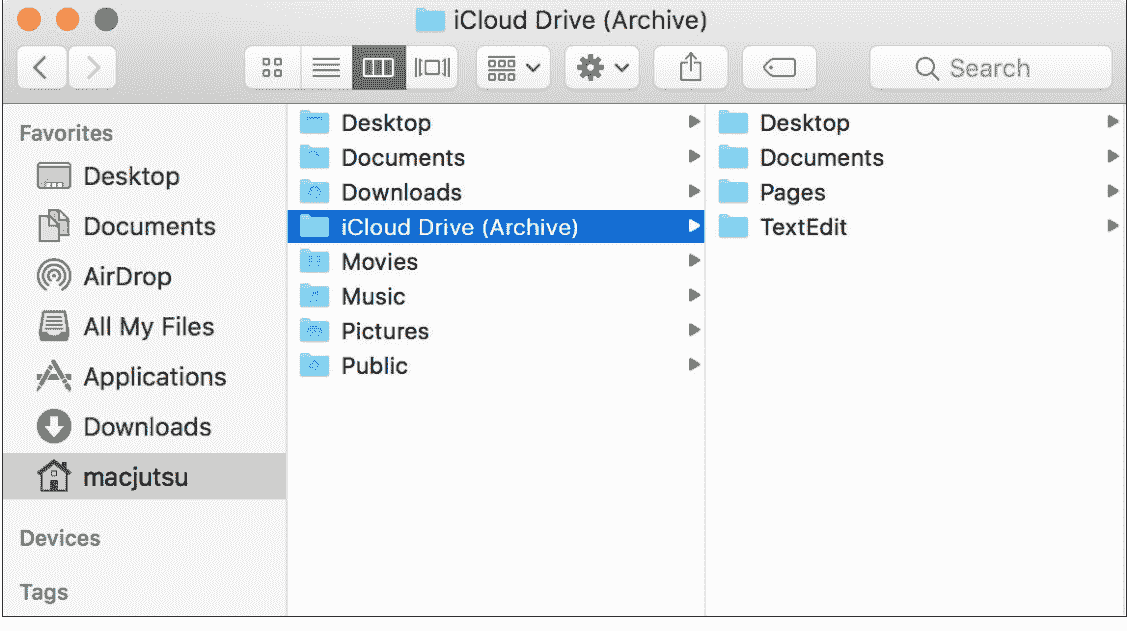 iCloud Drive (Archive)
Search
Favorites
Desktop
Documents
AirDrop
All My Files
Applications
Downloads
macjutsu
Devices
Tags
Desktop
Documents
Downloads
iCloud Drive (Archive)
Movies
Music
Pictures
Public
Desktop
Documents
Pages
TextEdit